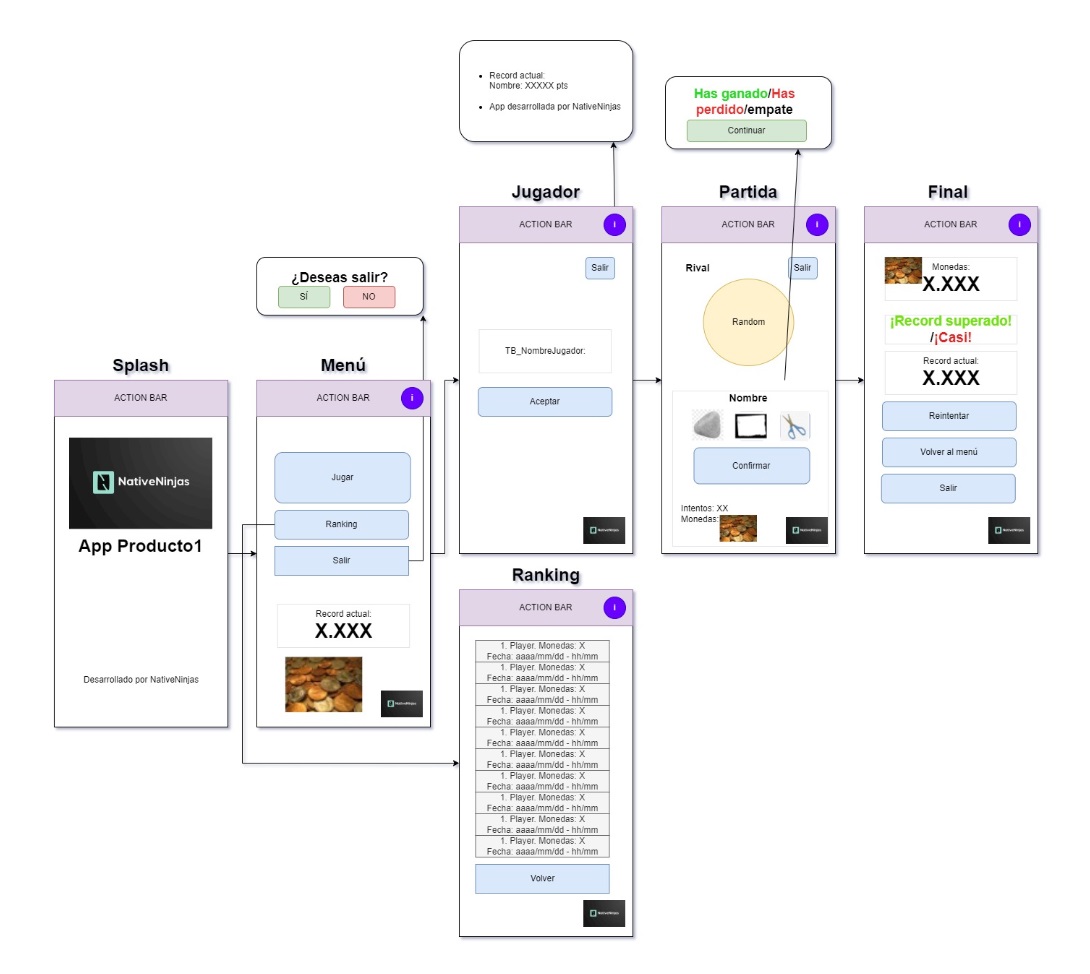 Record actual:
Nombre: XXXXX pts
App desarrollada por NativeNinjas
Has ganado/Has
perdido/empate
Continuar
Jugador
ACTION BAR
i
Salir
TB_NombreJugador:
Aceptar
NativeNinjas
Partida
ACTION BAR
i
Rival
Salir
Random
Nombre
Confirmar
Intentos: XX
Monedas:
NativeNinjas
Final
ACTION BAR
i
Monedas:
X.XXX
¡Record superado!
/¡Casi!
Record actual:
X.XXX
Reintentar
Volver al menú
Salir
NativeNinjas
¿Deseas salir?
SÍ
NO
Splash
ACTION BAR
NativeNinjas
App Producto1
Desarrollado por NativeNinjas
Menú
ACTION BAR
i
Jugar
Ranking
Salir
Record actual:
X.XXX
NativeNinjas
Ranking
ACTION BAR
i
1. Player. Monedas: X
Fecha: aaaa/mm/dd - hh/mm
1. Player. Monedas: X
Fecha: aaaa/mm/dd - hh/mm
1. Player. Monedas: X
Fecha: aaaa/mm/dd - hh/mm
1. Player. Monedas: X
Fecha: aaaa/mm/dd - hh/mm
1. Player. Monedas: X
Fecha: aaaa/mm/dd - hh/mm
1. Player. Monedas: X
Fecha: aaaa/mm/dd - hh/mm
1. Player. Monedas: X
Fecha: aaaa/mm/dd - hh/mm
1. Player. Monedas: X
Fecha: aaaa/mm/dd - hh/mm
1. Player. Monedas: X
Fecha: aaaa/mm/dd - hh/mm
1. Player. Monedas: X
Fecha: aaaa/mm/dd - hh/mm
Volver
NativeNinjas